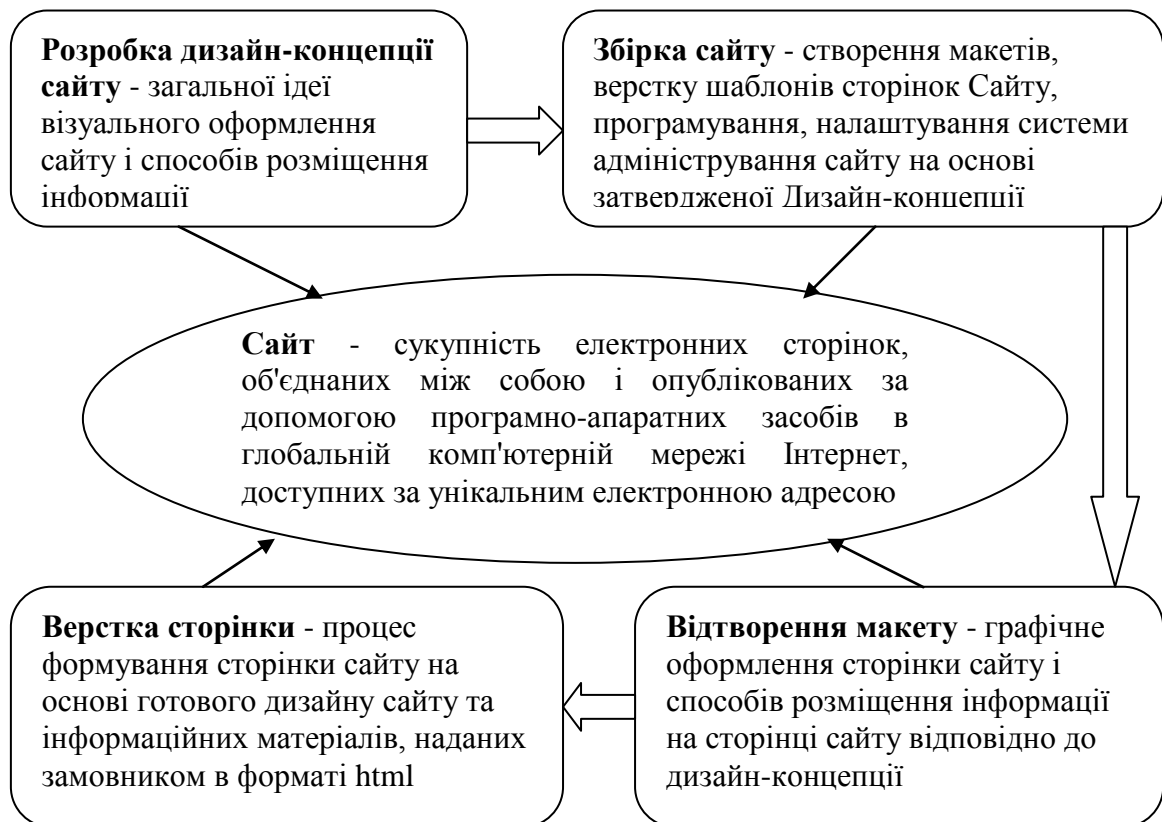 Розробка дизайн-концепції
сайту - загальної ідеї
візуального оформлення
сайту і способів розміщення
інформації
Збірка сайту - створення макетів,
верстку шаблонів сторінок Сайту,
програмування, налаштування системи
адміністрування сайту на основі
затвердженої Дизайн-концепції
Сайт - сукупність електронних сторінок,
об'єднаних між собою і опублікованих за
допомогою програмно-апаратних засобів в
глобальній комп'ютерній мережі Інтернет,
доступних за унікальним електронною адресою
Верстка сторінки - процес
формування сторінки сайту на
основі готового дизайну сайту та
інформаційних матеріалів, наданих
замовником в форматі html
Відтворення макету - графічне
оформлення сторінки сайту і
способів розміщення інформації
на сторінці сайту відповідно до
дизайн-концепції